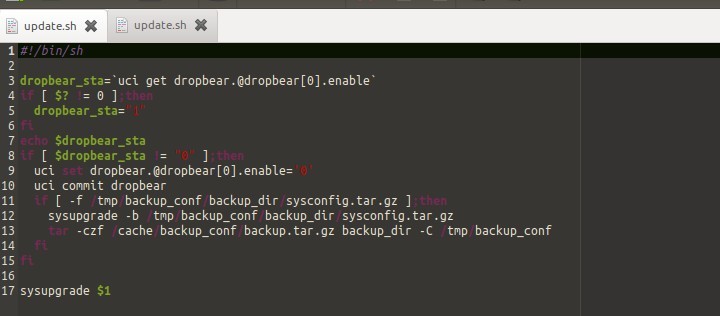 update.sh
update.sh
1 #!/bin/sh
2
3 dropbear_sta=`uci get dropbear.@dropbear[0].enable`
4 if [ $? != 0 ];then
5   dropbear_sta="1"
6 fi
7 echo $dropbear_sta
8 if [ $dropbear_sta != "0" ];then
9   uci set dropbear.@dropbear[0].enable='0'
10   uci commit dropbear
11   if [ -f /tmp/backup_conf/backup_dir/sysconfig.tar.gz ];then
12     sysupgrade -b /tmp/backup_conf/backup_dir/sysconfig.tar.gz
13     tar -czf /cache/backup_conf/backup.tar.gz backup_dir -C /tmp/backup_conf
14   fi
15 fi
16
17 sysupgrade $1